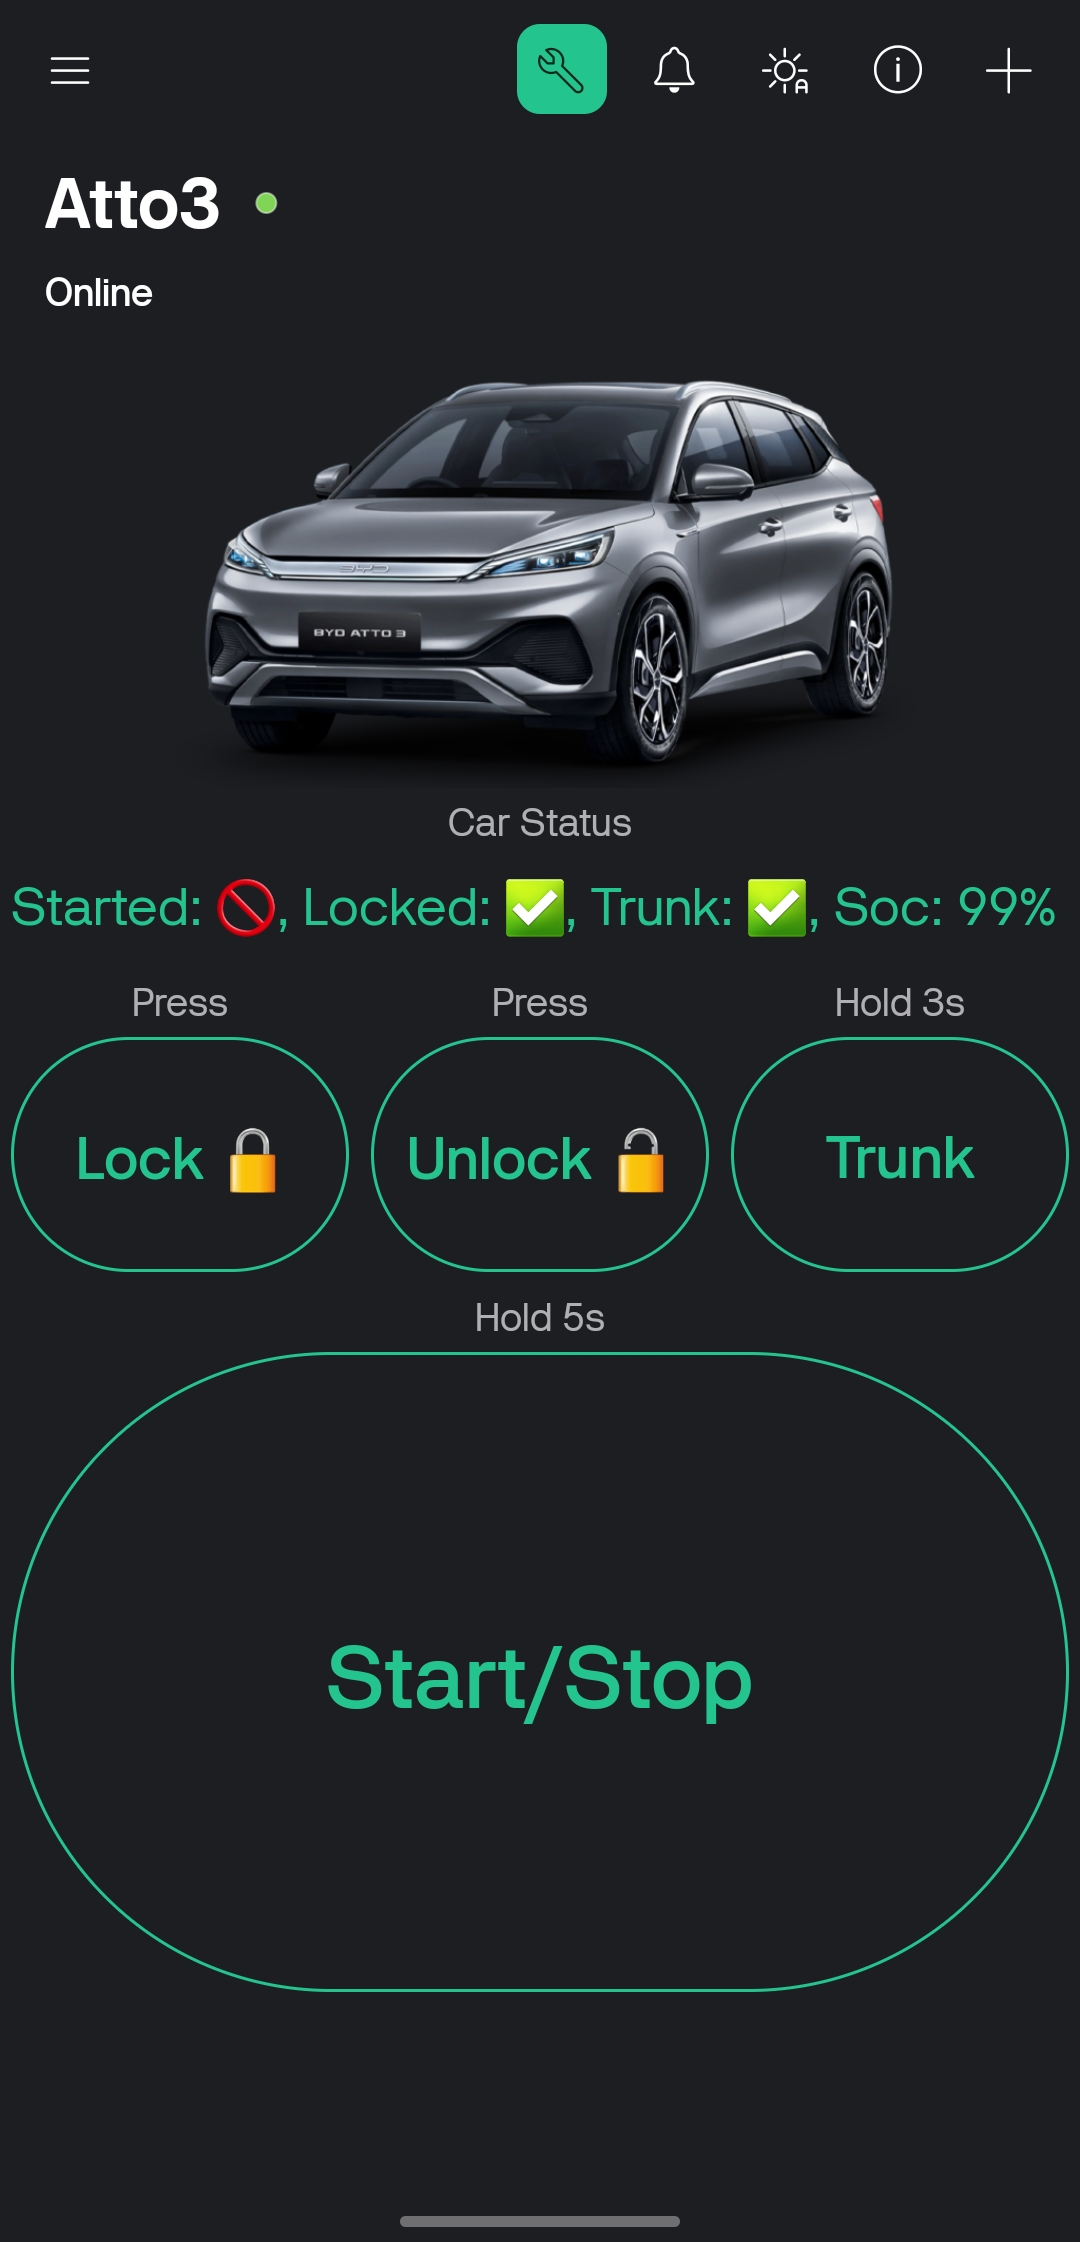 Atto3
Online
BYD
BYD ATTO 3
Car Status
Started: 🚫, Locked: ✅, Trunk: ✅, Soc: 99%
Press
Press
Hold 3s
Lock 🔒
Unlock 🔓
Trunk
Hold 5s
Start/Stop